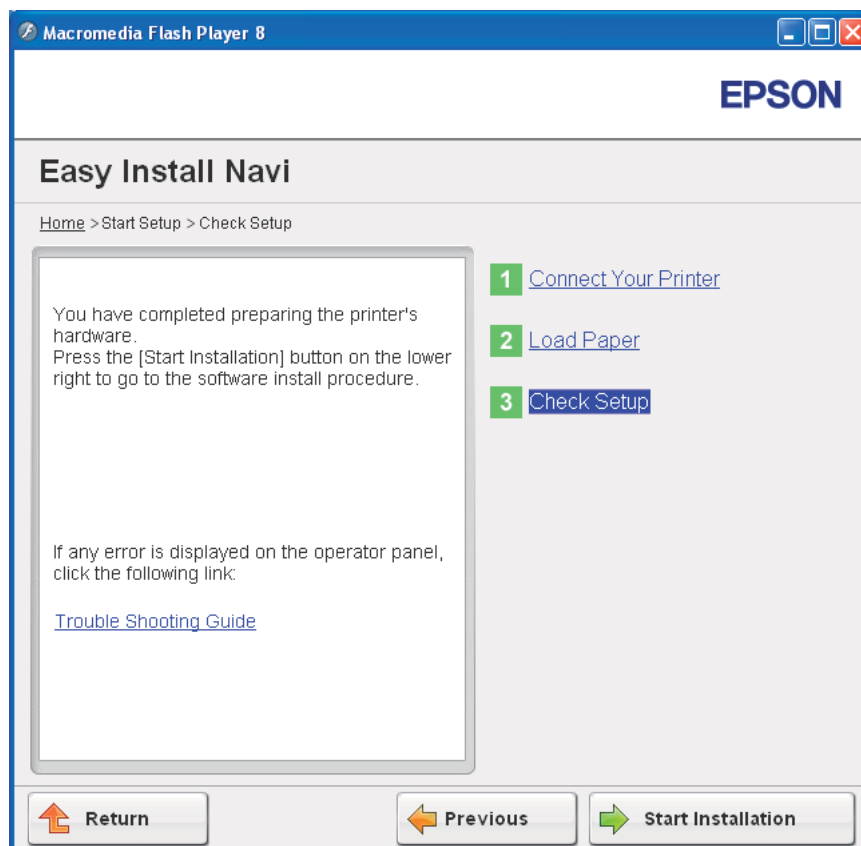 Macromedia Flash Player 8
EPSON
Easy Install Navi
Home > Start Setup > Check Setup
You have completed preparing the printer's
hardware.
Press the [Start Installation] button on the lower
right to go to the software install procedure.
If any error is displayed on the operator panel,
click the following link:
Trouble Shooting Guide
1 Connect Your Printer
2 Load Paper
3 Check Setup
Return
Previous
Start Installation